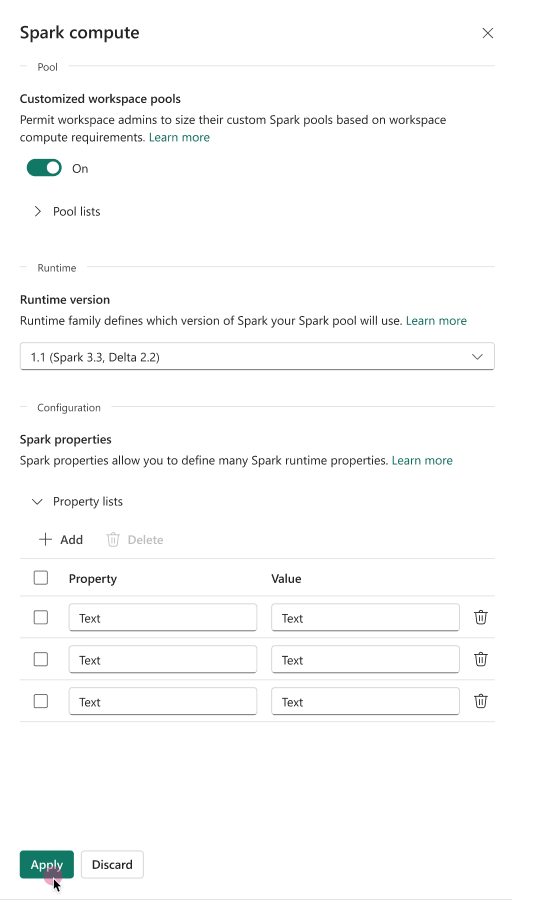 Spark compute
Pool
Customized workspace pools
Permit workspace admins to size their custom Spark pools based on workspace
compute requirements. Learn more
On
Pool lists
Runtime
Runtime version
Runtime family defines which version of Spark your Spark pool will use. Learn more
1.1 (Spark 3.3, Delta 2.2)
Configuration
Spark properties
Spark properties allow you to define many Spark runtime properties. Learn more
Property lists
Add Delete
Property Value
Text Text
Text Text
Text Text
Apply Discard